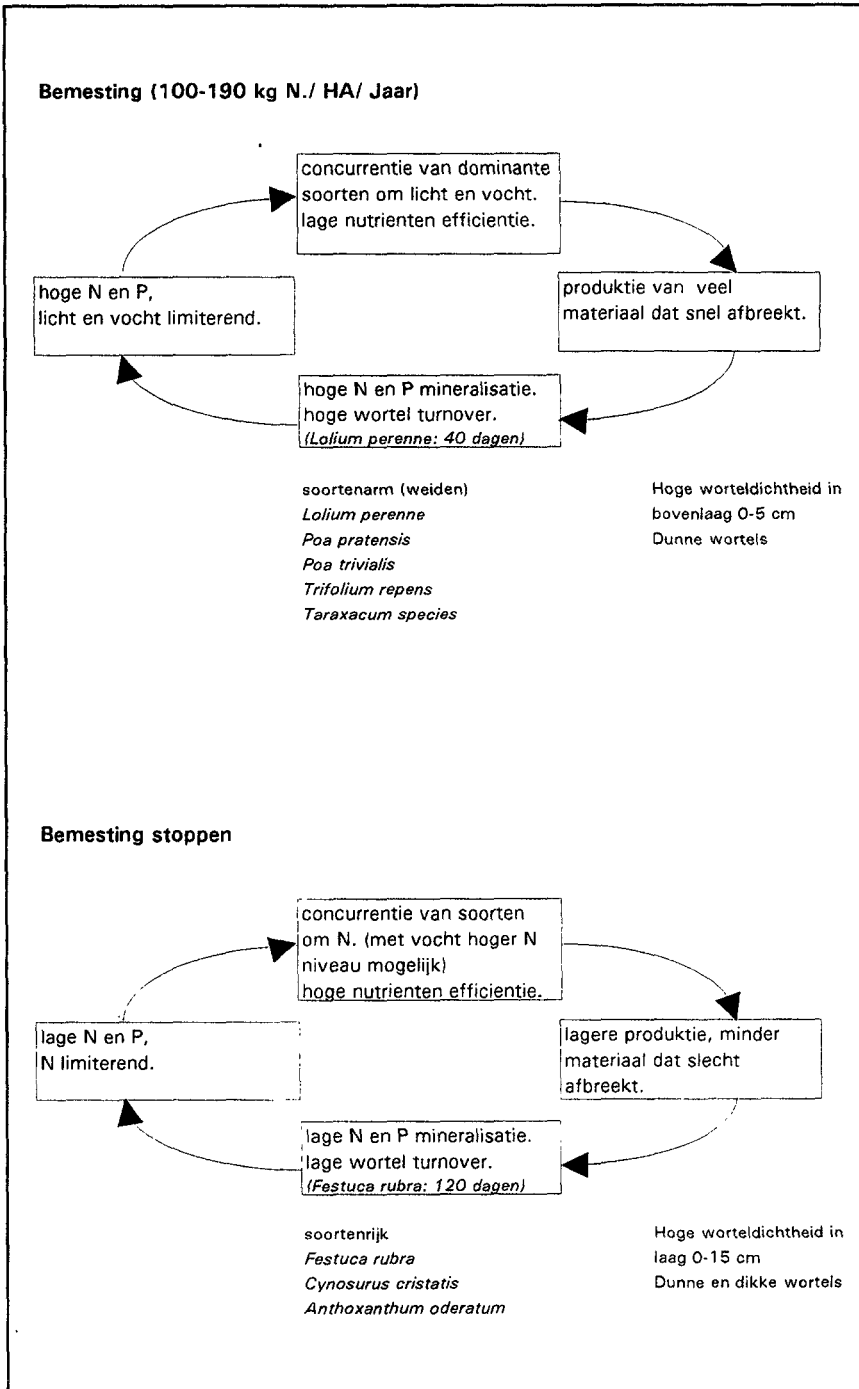 Bemesting (100-190 kg N./ HA/ Jaar)
concurrentie van dominante
soorten om licht en vocht.
lage nutrienten efficientie.
hoge N en P,
licht en vocht limiterend.
produktie van veel
materiaal dat snel afbreekt.
hoge N en P mineralisatie.
hoge wortel turnover.
(Lolium perenne: 40 dagen)
soortenarm (weiden)
Lolium perenne
Poa pratensis
Poa trivialis
Trifolium repens
Taraxacum species
Hoge worteldichtheid in
bovenlaag 0-5 cm
Dunne wortels
Bemesting stoppen
concurrentie van soorten
om N. (met vocht hoger N
niveau mogelijk)
hoge nutrienten efficientie.
lage N en P,
N limiterend.
lagere produktie, minder
materiaal dat slecht
afbreekt.
lage N en P mineralisatie.
lage wortel turnover.
(Festuca rubra: 120 dagen)
soortenrijk
Festuca rubra
Cynosurus cristatis
Anthoxanthum oderatum
Hoge worteldichtheid in
laag 0-15 cm
Dunne en dikke wortels